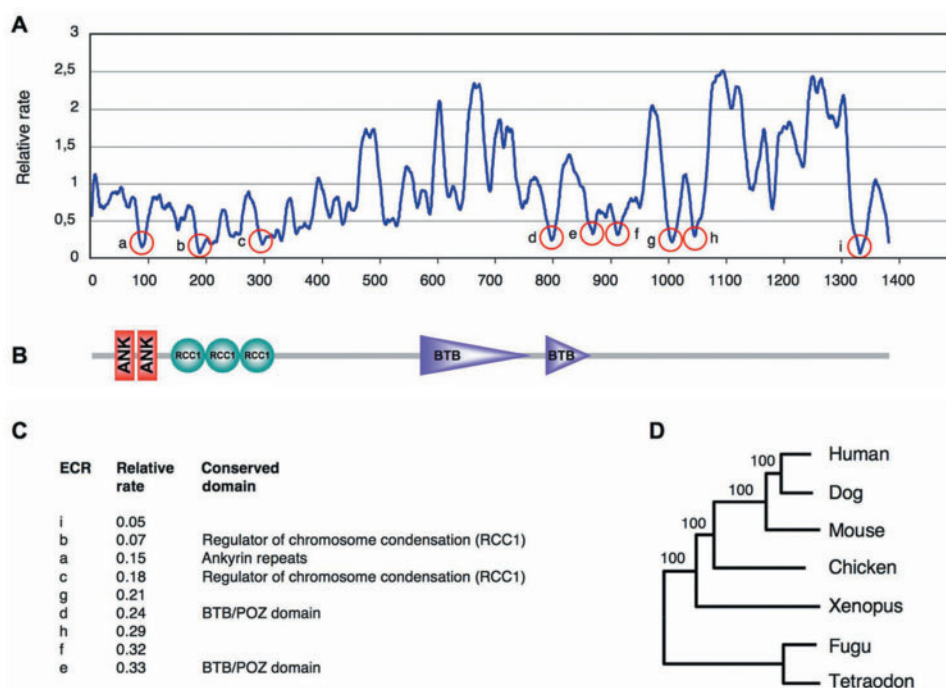 A
Relative rate
3
2,5
2
1,5
1
0,5
0
a b c d e f g h i
0 100 200 300 400 500 600 700 800 900 1000 1100 1200 1300 1400
B
ANK ANK RCC1 RCC1 RCC1 BTB BTB
C
ECR Relative rate Conserved domain
i 0.05
b 0.07 Regulator of chromosome condensation (RCC1)
a 0.15 Ankyrin repeats
c 0.18 Regulator of chromosome condensation (RCC1)
g 0.21
d 0.24 BTB/POZ domain
h 0.29
f 0.32
e 0.33 BTB/POZ domain
D
100
100
100
100
Human
Dog
Mouse
Chicken
Xenopus
Fugu
Tetraodon